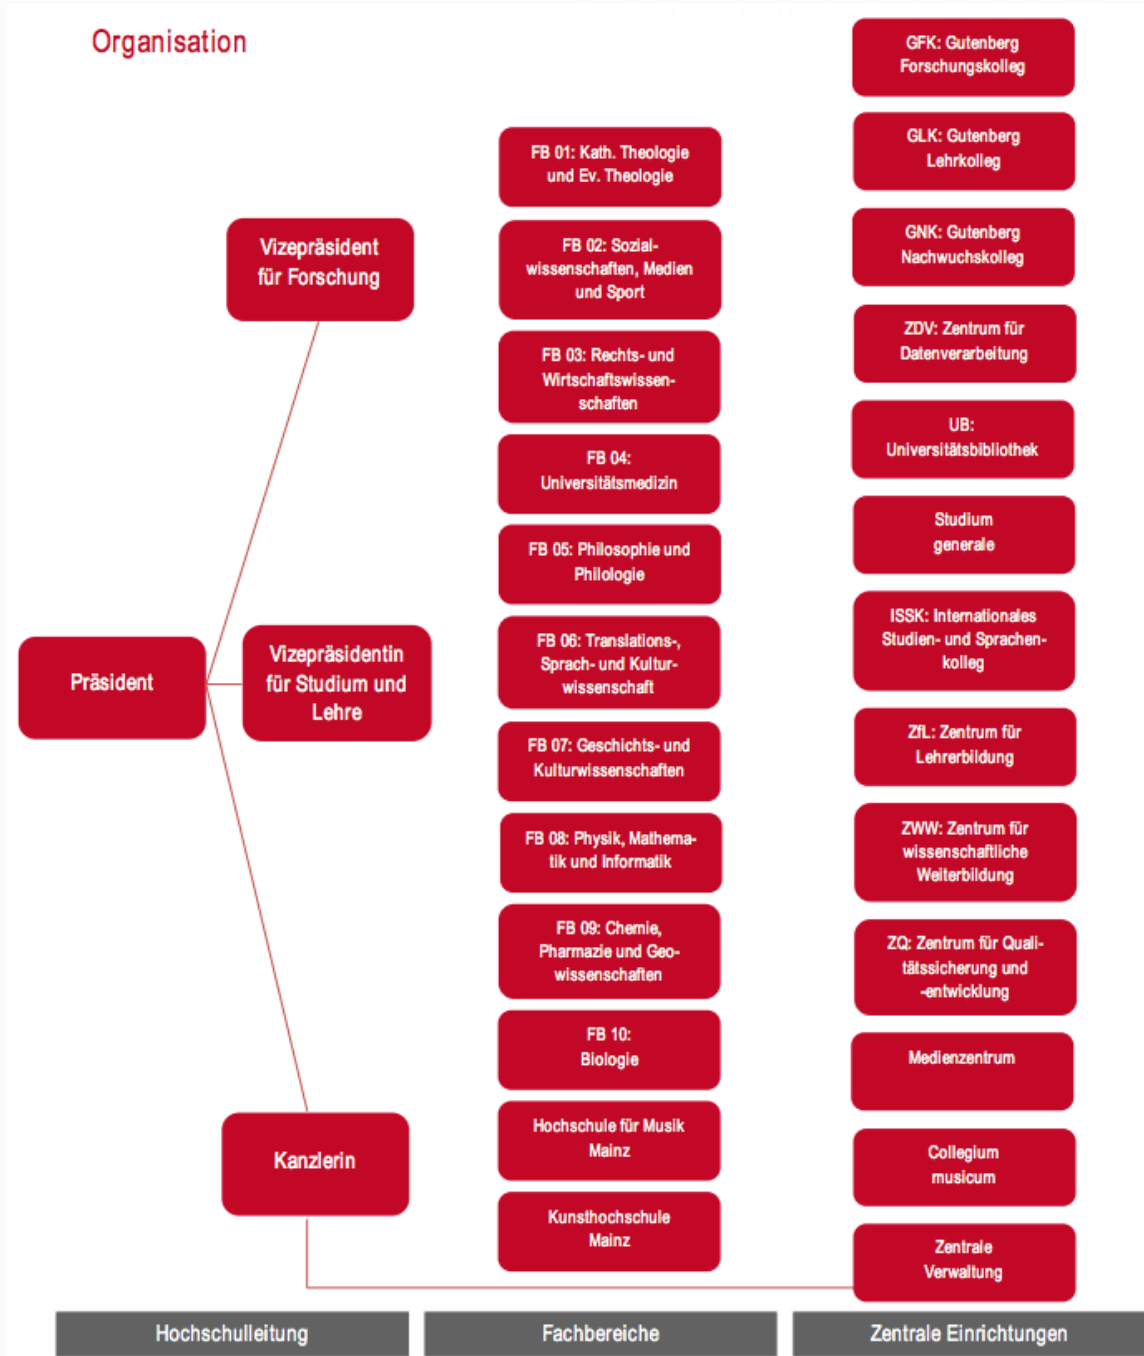 Organisation
Präsident
Vizepräsident
für Forschung
Vizepräsidentin
für Studium und
Lehre
Kanzlerin
FB 01: Kath. Theologie
und Ev. Theologie
FB 02: Sozial-
wissenschaften, Medien
und Sport
FB 03: Rechts- und
Wirtschaftswissen-
schaften
FB 04:
Universitätsmedizin
FB 05: Philosophie und
Philologie
FB 06: Translations-,
Sprach- und Kultur-
wissenschaft
FB 07: Geschichts- und
Kulturwissenschaften
FB 08: Physik, Mathema-
tik und Informatik
FB 09: Chemie,
Pharmazie und Geo-
wissenschaften
FB 10:
Biologie
Hochschule für Musik
Mainz
Kunsthochschule
Mainz
GFK: Gutenberg
Forschungskolleg
GLK: Gutenberg
Lehrkolleg
GNK: Gutenberg
Nachwuchskolleg
ZDV: Zentrum für
Datenverarbeitung
UB:
Universitätsbibliothek
Studium
generale
ISSK: Internationales
Studien- und Sprachen-
kolleg
ZfL: Zentrum für
Lehrerbildung
ZWW: Zentrum für
wissenschaftliche
Weiterbildung
ZQ: Zentrum für Quali-
tätssicherung und
-entwicklung
Medienzentrum
Collegium
musicum
Zentrale
Verwaltung
Hochschulleitung
Fachbereiche
Zentrale Einrichtungen